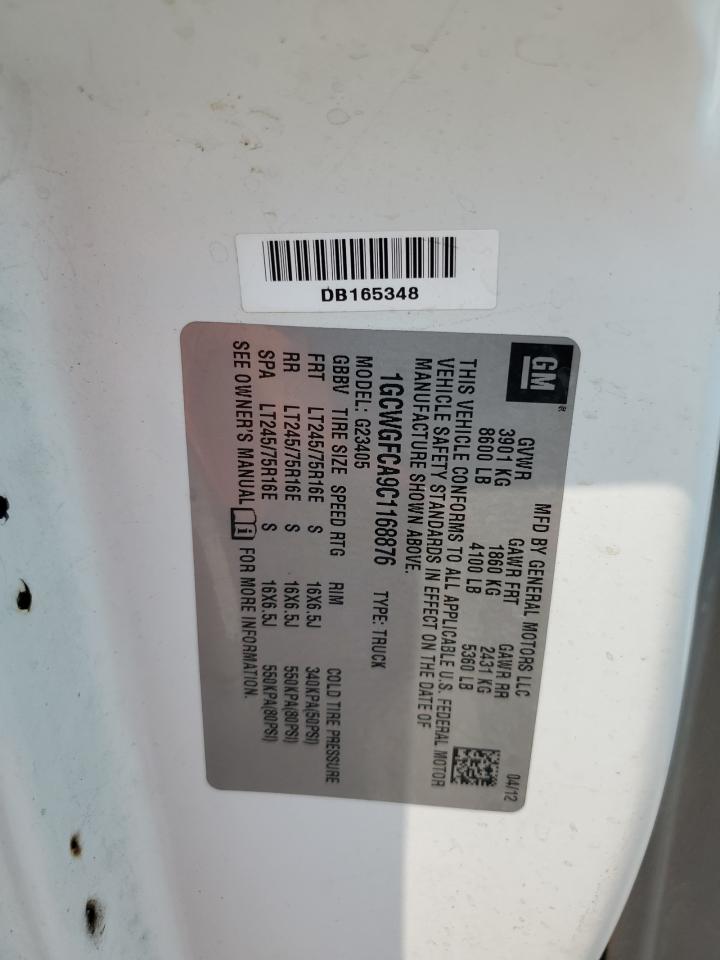 DB165348
GM®
MFD BY GENERAL MOTORS LLC 04/12
GVWR GAWR FRT GAWR RR
3901 KG 1860 KG 2431 KG
8600 LB 4100 LB 5360 LB
THIS VEHICLE CONFORMS TO ALL APPLICABLE U.S. FEDERAL MOTOR
VEHICLE SAFETY STANDARDS IN EFFECT ON THE DATE OF
MANUFACTURE SHOWN ABOVE.
1GCWGFCA9C1168876 TYPE: TRUCK
MODEL: G23405
GBBV TIRE SIZE SPEED RTG RIM COLD TIRE PRESSURE
FRT LT245/75R16E S 16X6.5J 340KPA(50PSI)
RR LT245/75R16E S 16X6.5J 550KPA(80PSI)
SPA LT245/75R16E S 16X6.5J 550KPA(80PSI)
SEE OWNER'S MANUAL i FOR MORE INFORMATION.